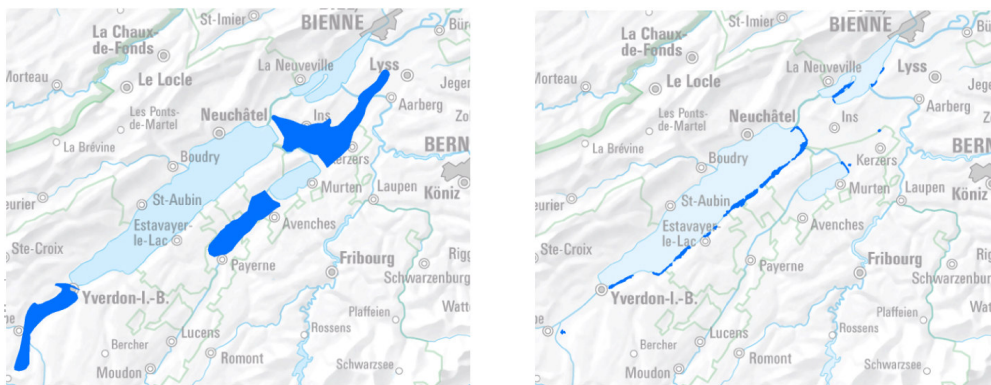 St-Imier
BIENNE
La Chaux-
de-Fonds
La Neuveville
Lyss
Morteau
Le Locle
Aarberg
Les Ponts-
de-Martel
Neuchâtel
Ins
La Brévine
Kerzers
BERN
Boudry
Murten
Laupen
Köniz
St-Aubin
Estavayer-
le-Lac
Avenches
Ste-Croix
Payerne
Fribourg
Schwarzenburg
Yverdon-l.-B.
Plaffeien
Lucens
Rossens
Bercher
Romont
Moudon
Schwarzsee
St-Imier
BIENNE
La Chaux-
de-Fonds
La Neuveville
Lyss
Morteau
Le Locle
Aarberg
Les Ponts-
de-Martel
Neuchâtel
Ins
La Brévine
Kerzers
BERN
Boudry
Murten
Laupen
Köniz
St-Aubin
Estavayer-
le-Lac
Avenches
Ste-Croix
Payerne
Fribourg
Schwarzenburg
Yverdon-l.-B.
Plaffeien
Lucens
Rossens
Bercher
Romont
Moudon
Schwarzsee